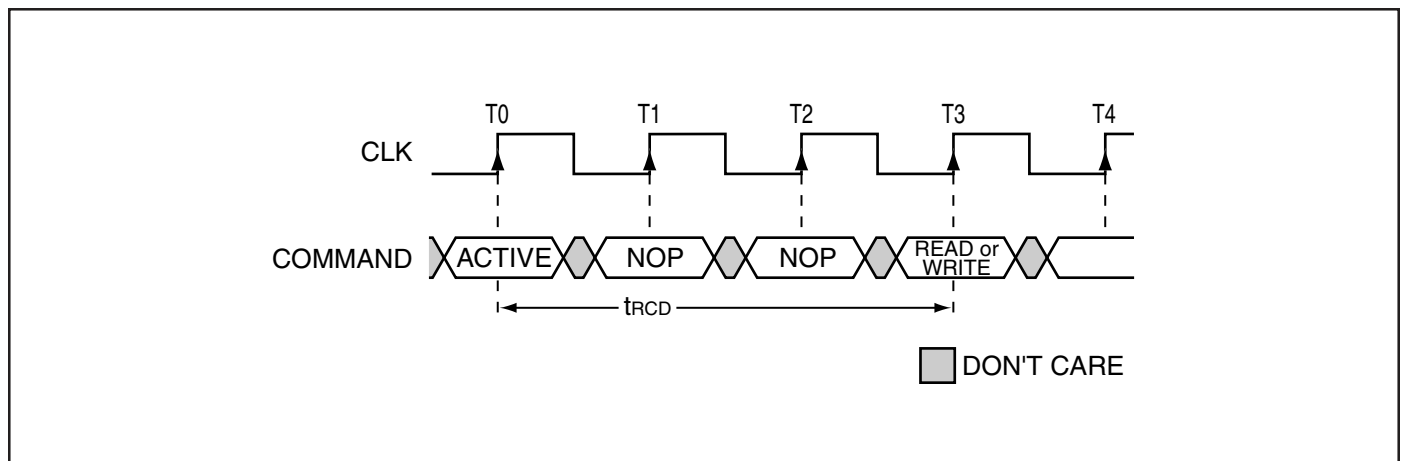 T0 T1 T2 T3 T4
CLK
COMMAND ACTIVE NOP NOP READ or
WRITE
tRCD
DON'T CARE